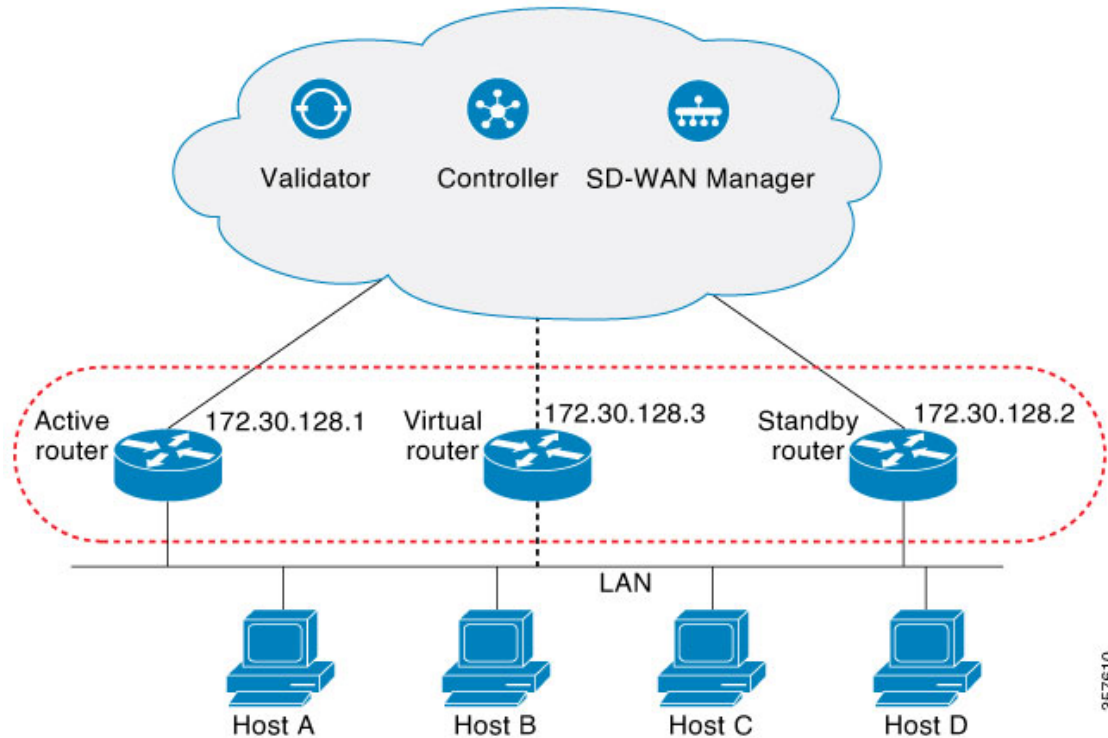 Validator
Controller
SD-WAN Manager
Active
router
172.30.128.1
Virtual
router
172.30.128.3
Standby
router
172.30.128.2
LAN
Host A
Host B
Host C
Host D
357610